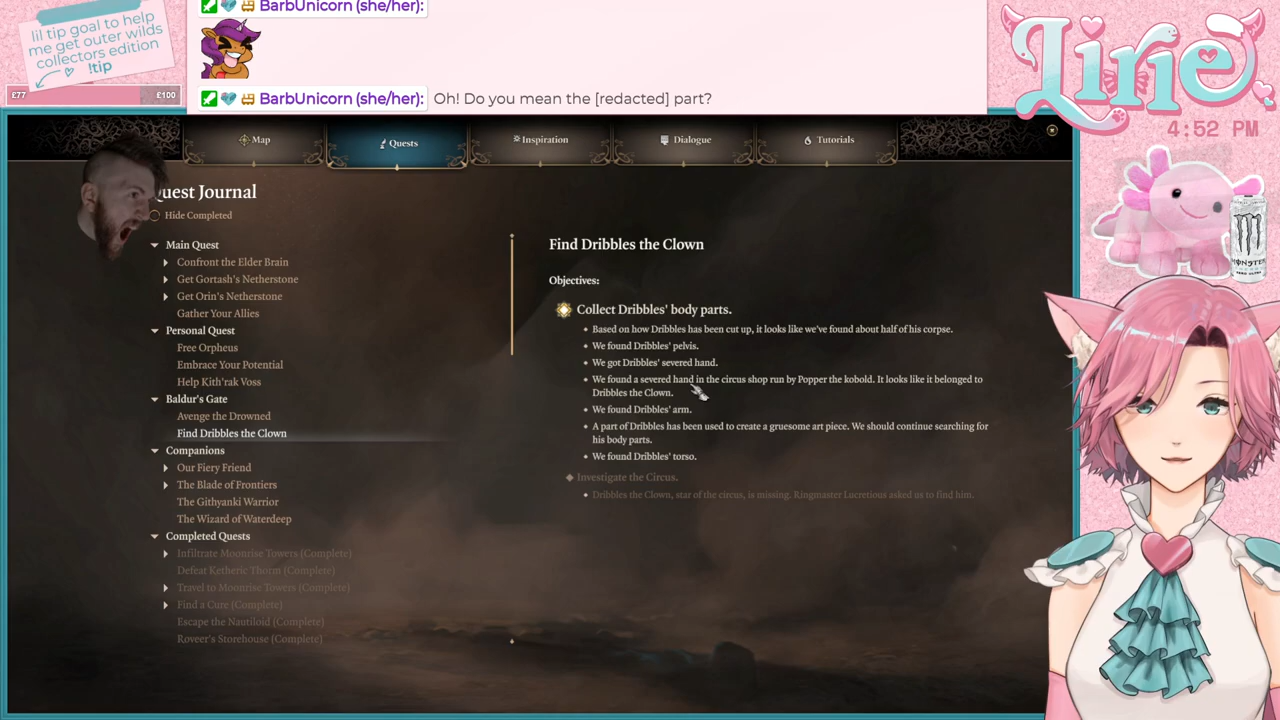 lil tip goal to help
me get outer wilds
collectors edition
!tip
£77 £100
BarbUnicorn (she/her):
BarbUnicorn (she/her): Oh! Do you mean the [redacted] part?
Lirie
4:52 PM
MONSTER
Map
Quests
Inspiration
Dialogue
Tutorials
Quest Journal
Hide Completed
Main Quest
Confront the Elder Brain
Get Gortash's Netherstone
Get Orin's Netherstone
Gather Your Allies
Personal Quest
Free Orpheus
Embrace Your Potential
Help Kith'rak Voss
Baldur's Gate
Avenge the Drowned
Find Dribbles the Clown
Companions
Our Fiery Friend
The Blade of Frontiers
The Githyanki Warrior
The Wizard of Waterdeep
Completed Quests
Infiltrate Moonrise Towers (Complete)
Defeat Ketheric Thorm (Complete)
Travel to Moonrise Towers (Complete)
Find a Cure (Complete)
Escape the Nautiloid (Complete)
Roveer's Storehouse (Complete)
Find Dribbles the Clown
Objectives:
Collect Dribbles' body parts.
Based on how Dribbles has been cut up, it looks like we've found about half of his corpse.
We found Dribbles' pelvis.
We got Dribbles' severed hand.
We found a severed hand in the circus shop run by Popper the kobold. It looks like it belonged to
Dribbles the Clown.
We found Dribbles' arm.
A part of Dribbles has been used to create a gruesome art piece. We should continue searching for
his body parts.
We found Dribbles' torso.
Investigate the Circus.
Dribbles the Clown, star of the circus, is missing. Ringmaster Lucretious asked us to find him.